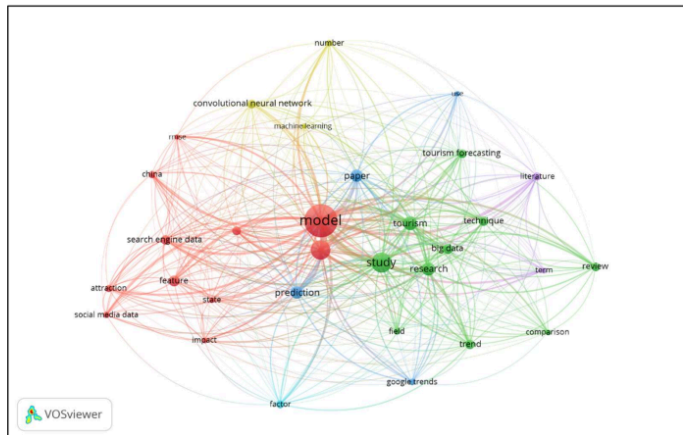 number
use
convolutional neural network
machine learning
tourism forecasting
rmse
china
paper
literature
model
tourism
technique
search engine data
big data
study
research
review
term
attraction
feature
prediction
state
social media data
impact
field
trend
comparison
google trends
factor
VOSviewer